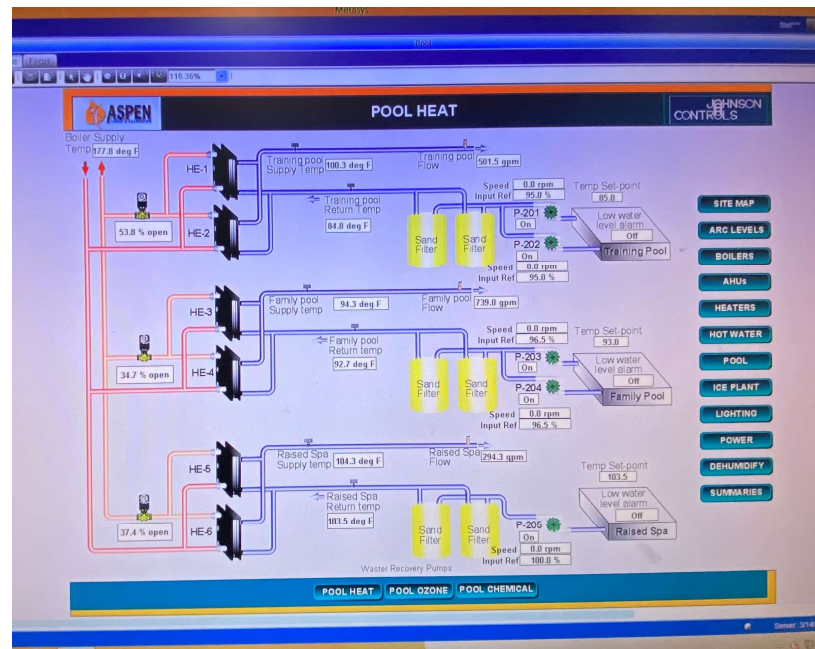 Metasys
Pool
Focus
116.36%
ASPEN
POOL HEAT
JOHNSON
CONTROLS
Boiler Supply
Temp 177.8 deg F
HE-1
Training pool
Supply Temp 100.3 deg F
Training pool
Flow 501.5 gpm
Training pool
Return Temp
84.8 deg F
53.8 % open
HE-2
Sand
Filter
Sand
Filter
Speed 0.0 rpm
Input Ref 95.0 %
P-201
On
P-202
On
Speed 0.0 rpm
Input Ref 95.0 %
Temp Set-point
85.0
Low water
level alarm
Off
Training Pool
HE-3
Family pool
Supply temp 94.3 deg F
Family pool
Flow 739.0 gpm
Family pool
Return temp
92.7 deg F
34.7 % open
HE-4
Sand
Filter
Sand
Filter
Speed 0.0 rpm
Input Ref 96.5 %
P-203
On
P-204
On
Speed 0.0 rpm
Input Ref 96.5 %
Temp Set-point
93.0
Low water
level alarm
Off
Family Pool
HE-5
Raised Spa
Supply temp 104.3 deg F
Raised Spa
Flow 294.3 gpm
Raised Spa
Return temp
103.5 deg F
37.4 % open
HE-6
Sand
Filter
Sand
Filter
P-205
On
Speed 0.0 rpm
Input Ref 100.0 %
Temp Set-point
103.5
Low water
level alarm
Off
Raised Spa
Waster Recovery Pumps
SITE MAP
ARC LEVELS
BOILERS
AHUs
HEATERS
HOT WATER
POOL
ICE PLANT
LIGHTING
POWER
DEHUMIDIFY
SUMMARIES
POOL HEAT
POOL OZONE
POOL CHEMICAL
Server: 3/14